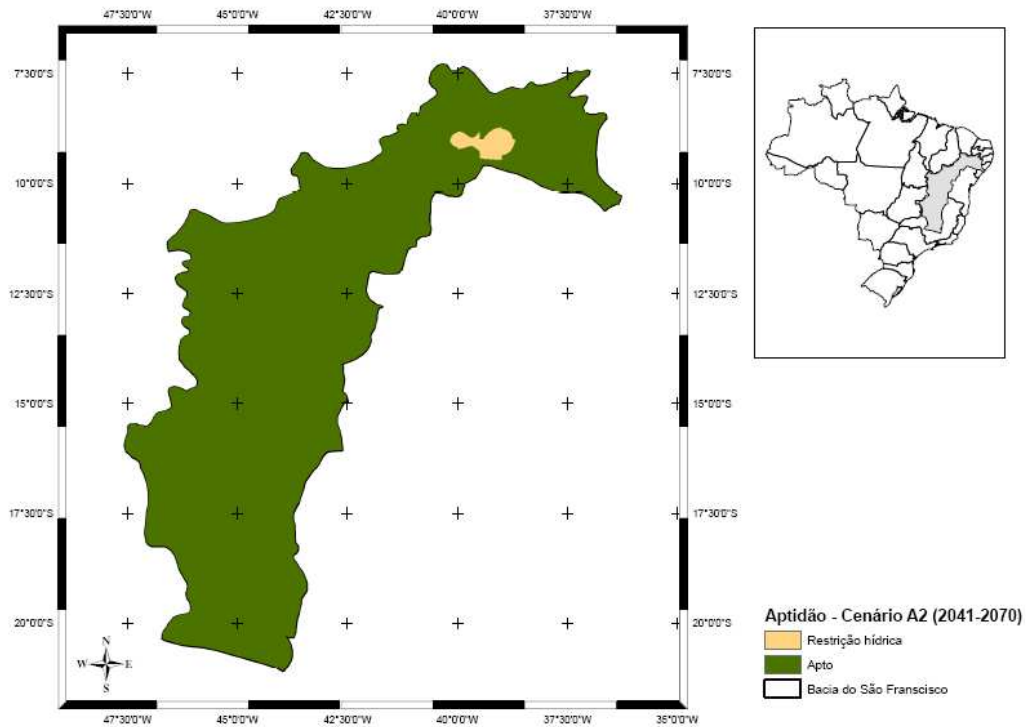 47°30'0"W 45°0'0"W 42°30'0"W 40°0'0"W 37°30'0"W 35°0'0"W
7°30'0"S 7°30'0"S
10°0'0"S 10°0'0"S
12°30'0"S 12°30'0"S
15°0'0"S 15°0'0"S
17°30'0"S 17°30'0"S
20°0'0"S 20°0'0"S
N
W E
S
47°30'0"W 45°0'0"W 42°30'0"W 40°0'0"W 37°30'0"W 35°0'0"W
Aptidão - Cenário A2 (2041-2070)
Restrição hídrica
Apto
Bacia do São Franscisco